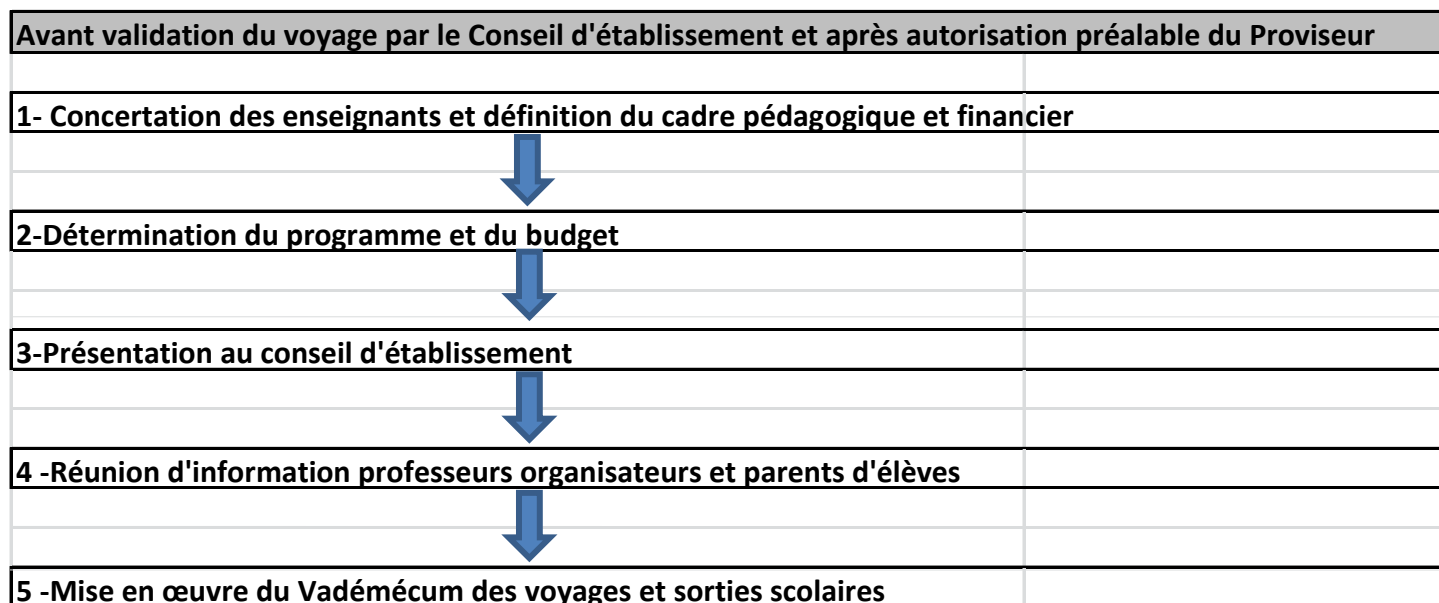 Avant validation du voyage par le Conseil d'établissement et après autorisation préalable du Proviseur
1- Concertation des enseignants et définition du cadre pédagogique et financier
2-Détermination du programme et du budget
3-Présentation au conseil d'établissement
4 -Réunion d'information professeurs organisateurs et parents d'élèves
5 -Mise en œuvre du Vadémécum des voyages et sorties scolaires